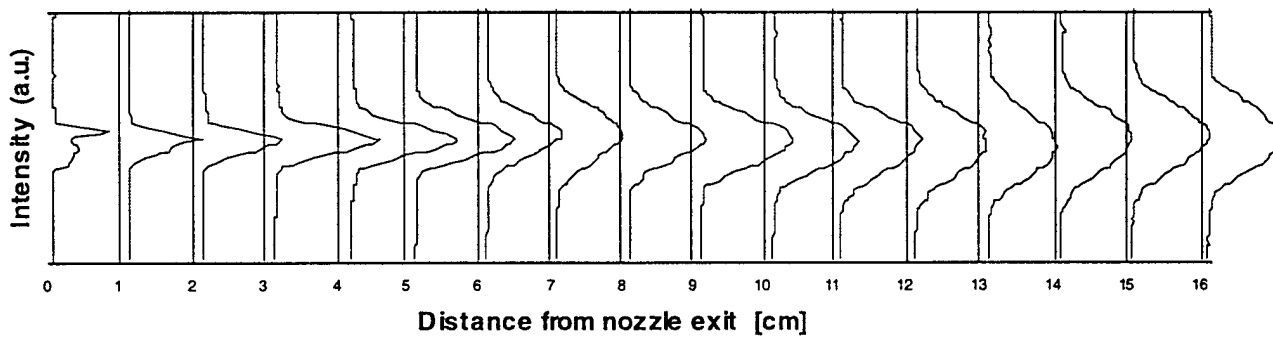 Intensity (a.u.)
0 1 2 3 4 5 6 7 8 9 10 11 12 13 14 15 16
Distance from nozzle exit [cm]